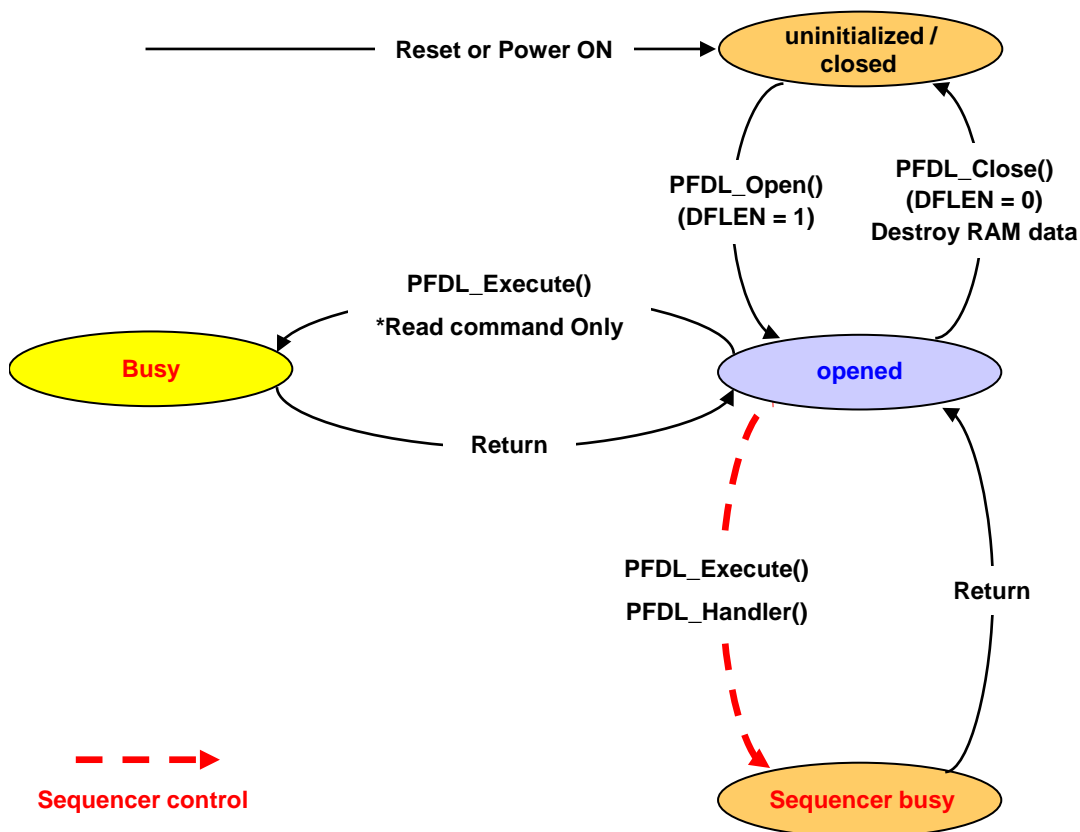 Reset or Power ON
uninitialized /
closed
PFDL_Open()
(DFLEN = 1)
PFDL_Close()
(DFLEN = 0)
Destroy RAM data
PFDL_Execute()
*Read command Only
Busy
opened
Return
PFDL_Execute()
PFDL_Handler()
Return
Sequencer control
Sequencer busy